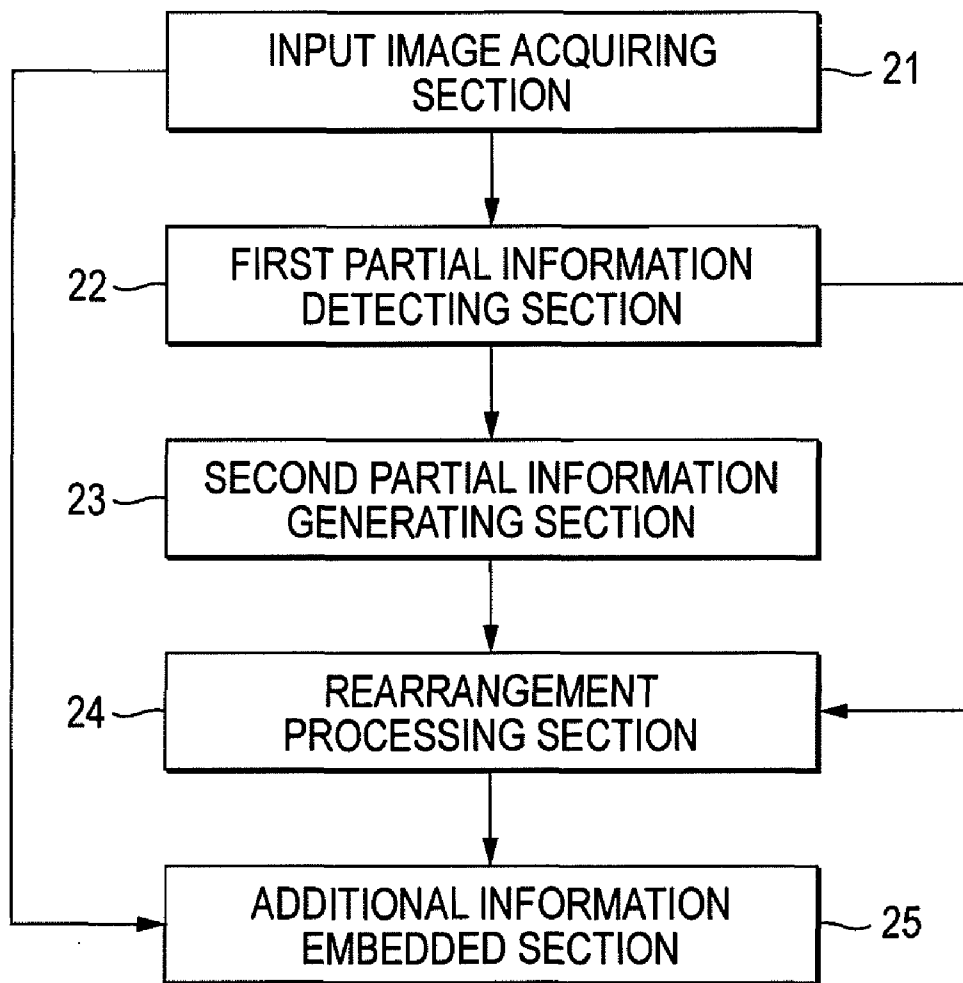 INPUT IMAGE ACQUIRING
SECTION
21
FIRST PARTIAL INFORMATION
DETECTING SECTION
22
SECOND PARTIAL INFORMATION
GENERATING SECTION
23
REARRANGEMENT
PROCESSING SECTION
24
ADDITIONAL INFORMATION
EMBEDDED SECTION
25